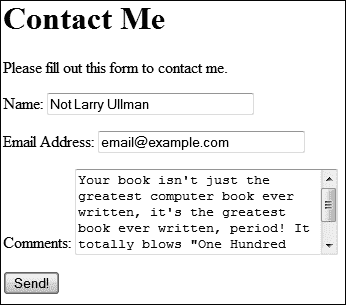 Contact Me
Please fill out this form to contact me.
Name: Not Larry Ullman
Email Address: email@example.com
Your book isn't just the
greatest computer book ever
written, it's the greatest
book ever written, period! It
Comments: totally blows "One Hundred
Send!